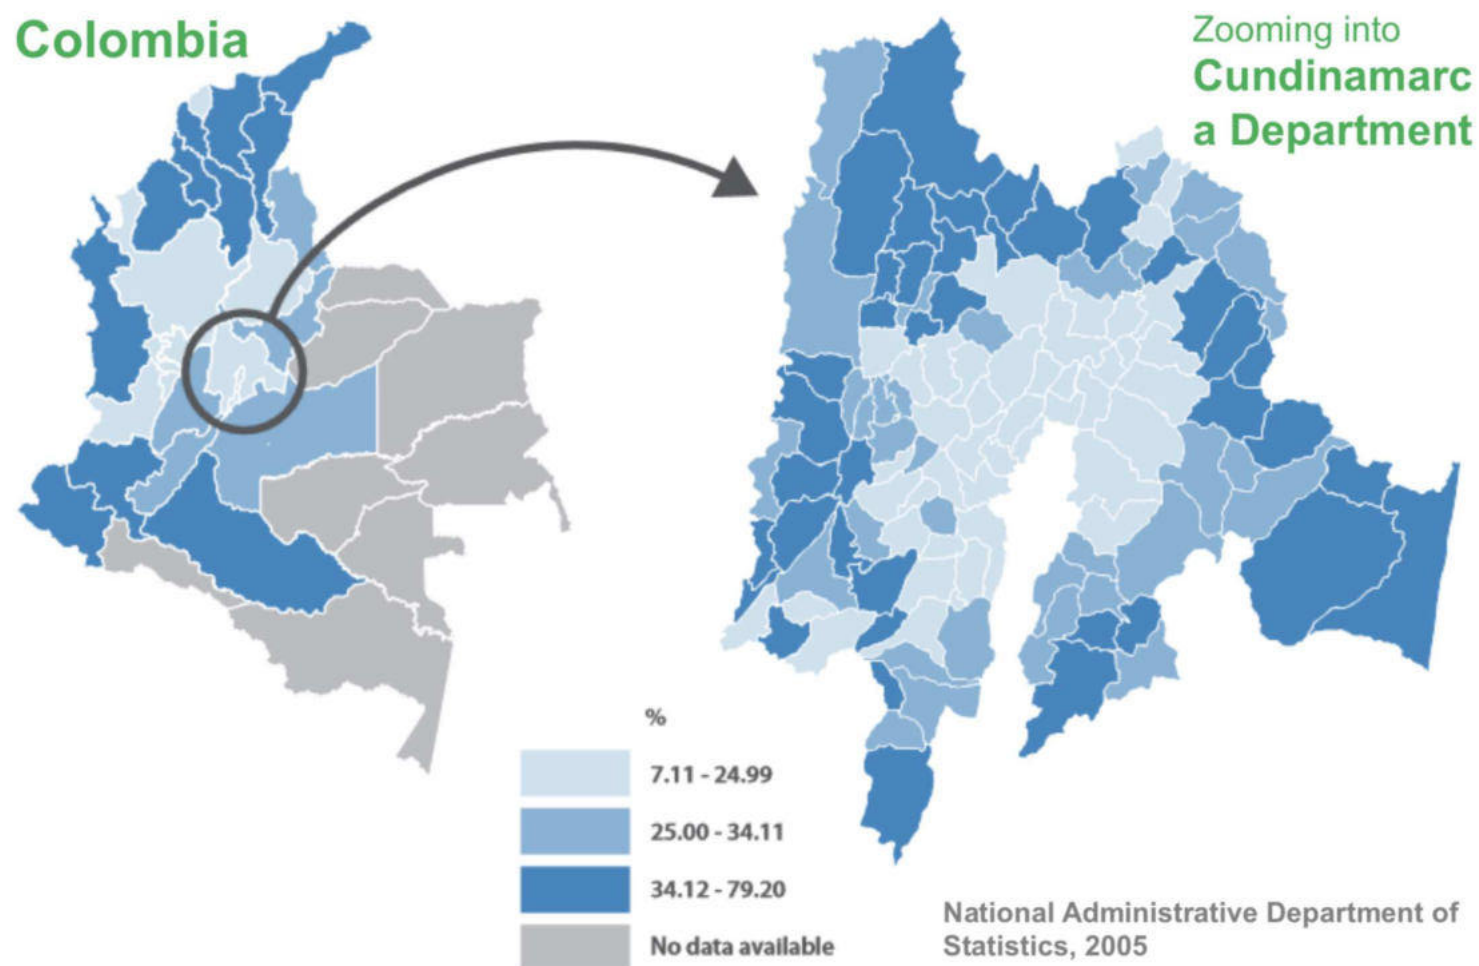 Colombia
Zooming into
Cundinamarc
a Department
%
7.11 - 24.99
25.00 - 34.11
34.12 - 79.20
No data available
National Administrative Department of
Statistics, 2005